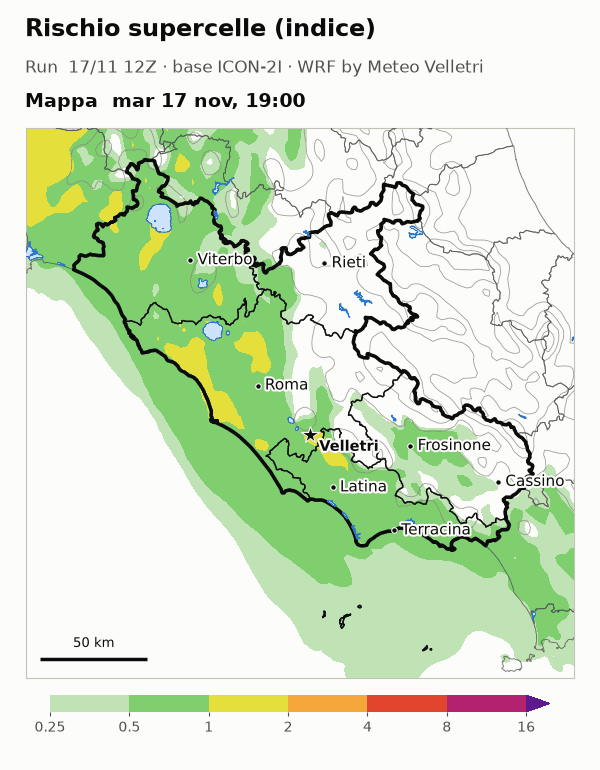 Rischio supercelle (indice)
Run  17/11 12Z · base ICON-2I · WRF by Meteo Velletri
Mappa  mar 17 nov, 19:00
Viterbo
Rieti
Roma
Velletri
Frosinone
Latina
Cassino
Terracina
50 km
0.25 0.5 1 2 4 8 16